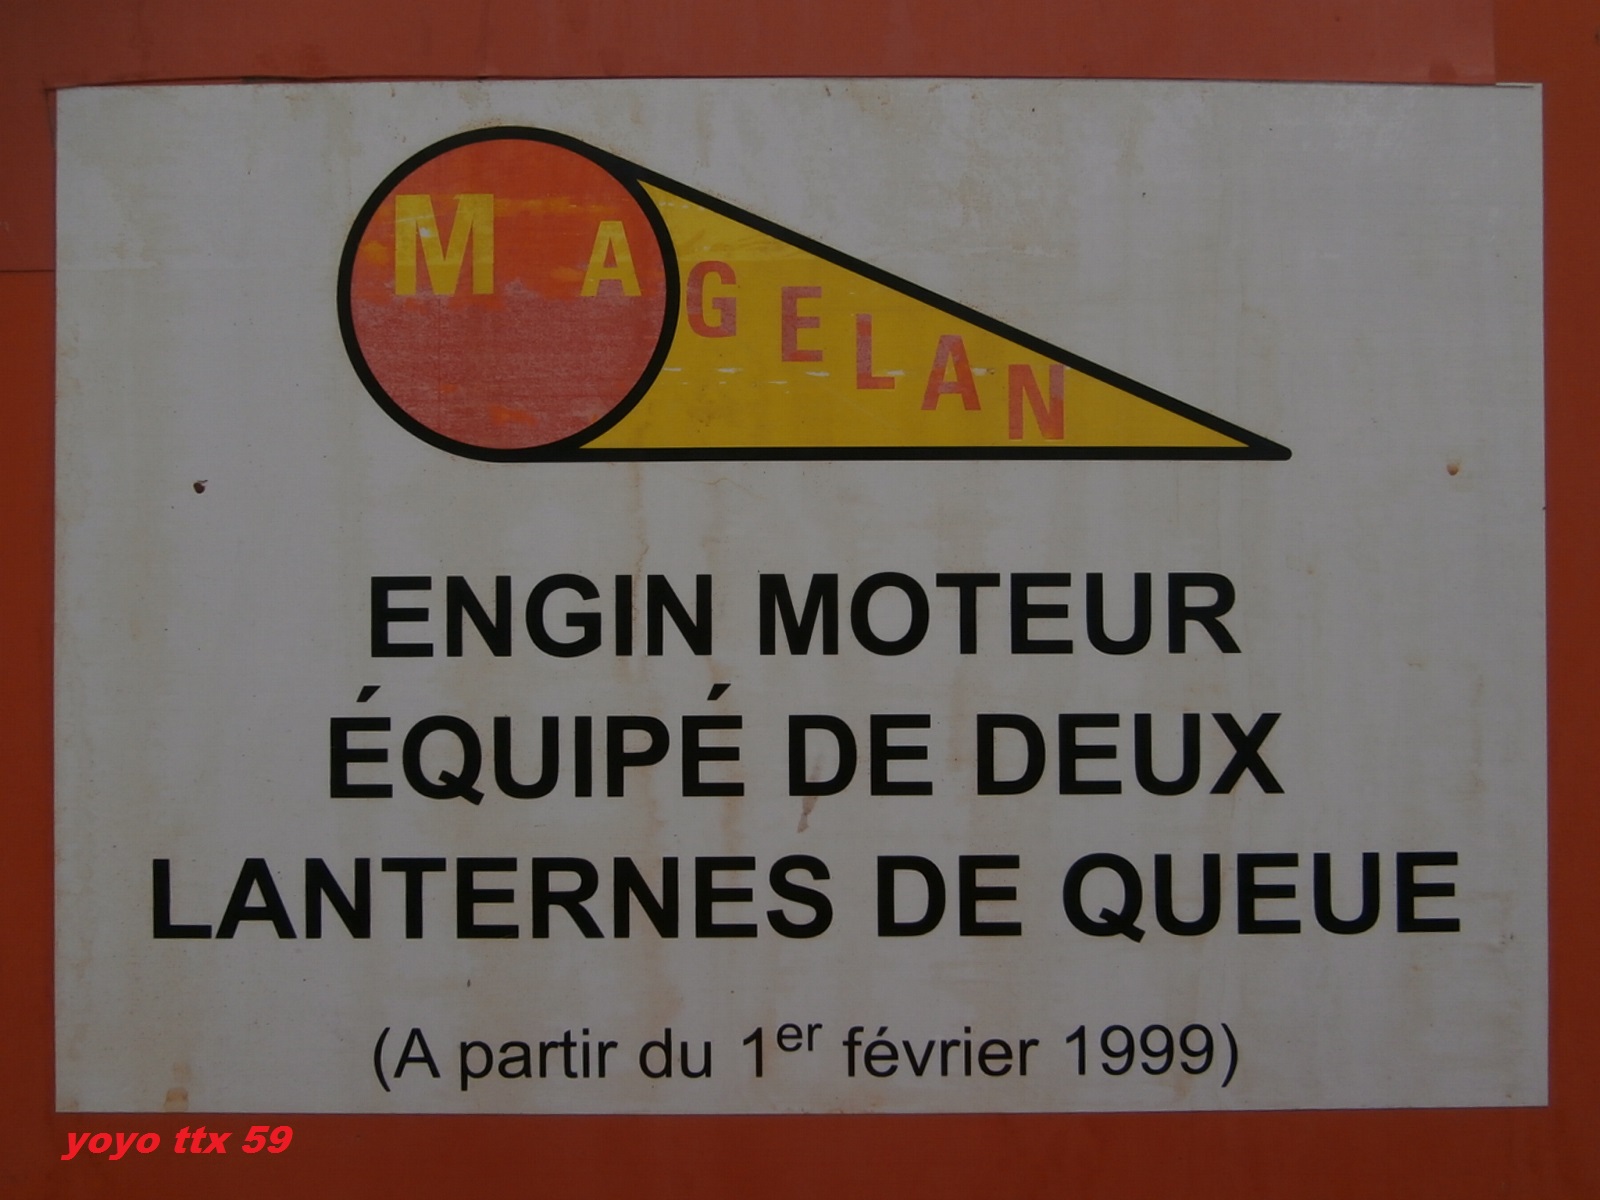 MAGELAN
ENGIN MOTEUR
ÉQUIPÉ DE DEUX
LANTERNES DE QUEUE
(A partir du 1er février 1999)
yoyo ttx 59